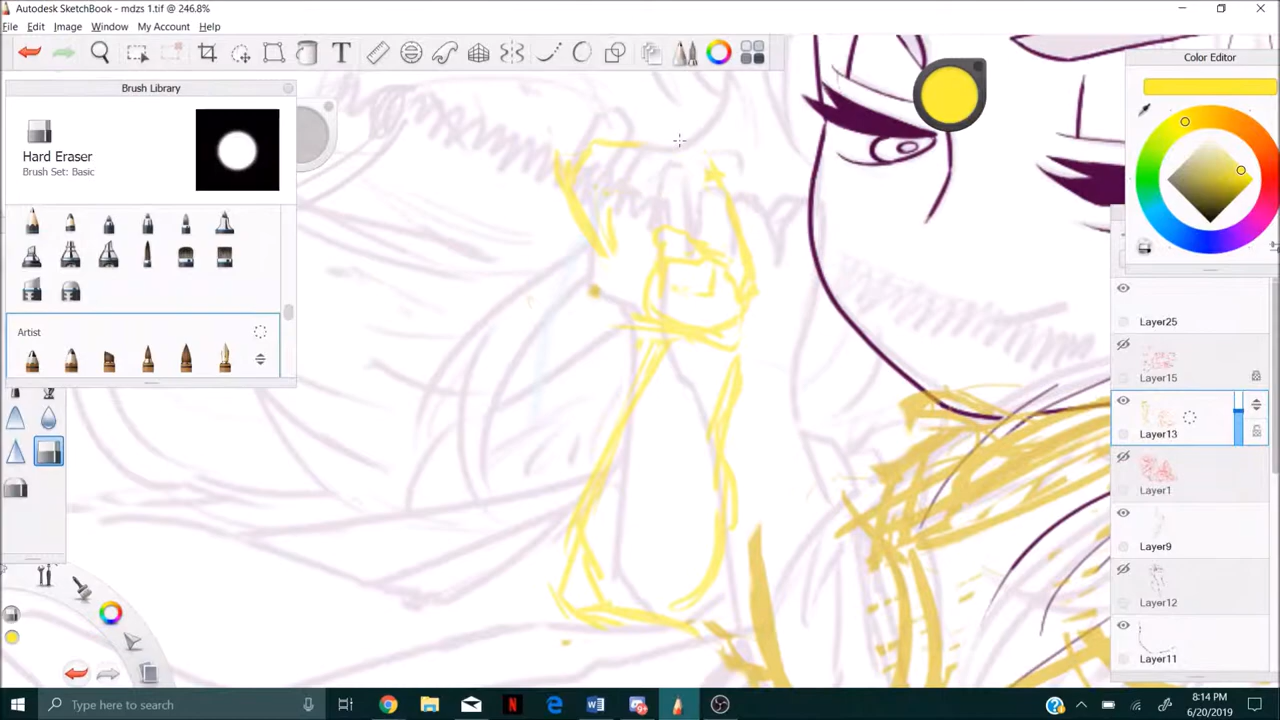 Autodesk SketchBook - mdzs 1.tif @ 246.8%
File Edit Image Window My Account Help
T
Brush Library
Color Editor
Hard Eraser
Brush Set: Basic
Artist
Layer25
Layer15
Layer13
Layer1
Layer9
Layer12
Layer11
Type here to search
8:14 PM
6/20/2019